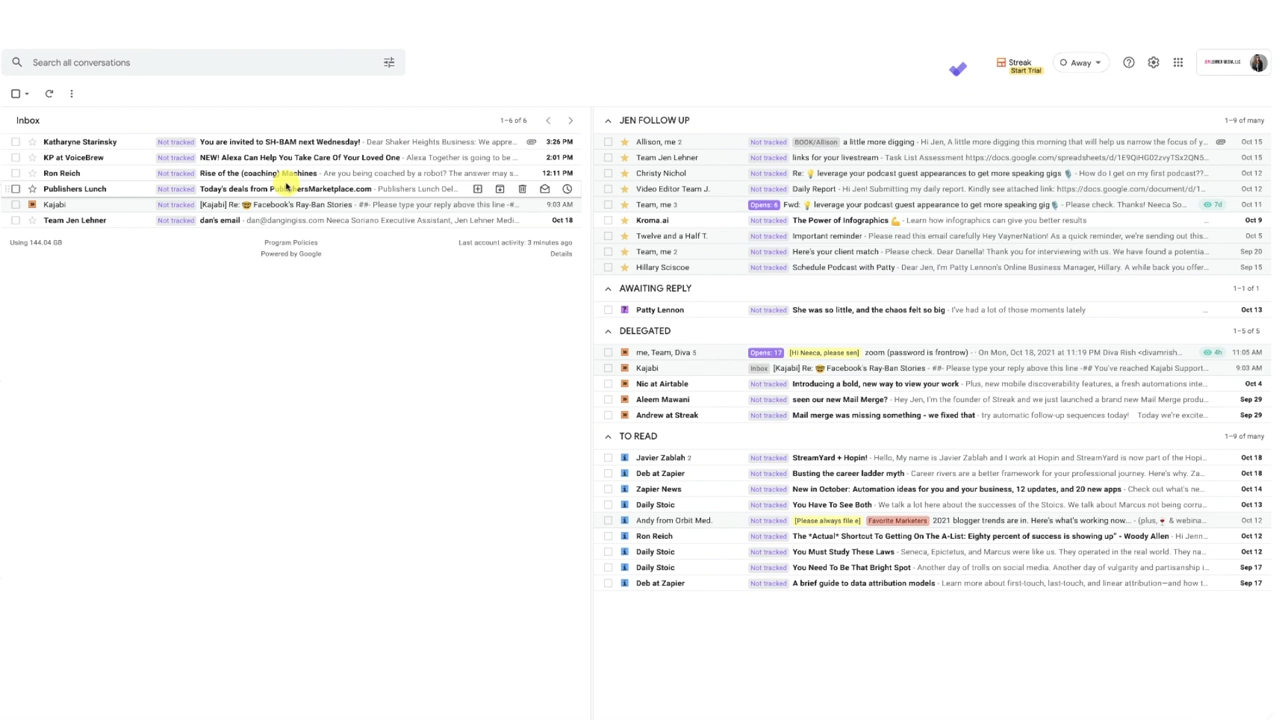 Search all conversations
Streak
Start Trial
Away
Inbox
1–6 of 6
Katharyne Starinsky Not tracked You are invited to SH-BAM next Wednesday! - Dear Shaker Heights Business: We appre... 3:26 PM
KP at VoiceBrew Not tracked NEW! Alexa Can Help You Take Care Of Your Loved One - Alexa Together is going to be ... 2:01 PM
Ron Reich Not tracked Rise of the (coaching) Machines - Are you being coached by a robot? The answer may s... 12:11 PM
Publishers Lunch Not tracked Today's deals from PublishersMarketplace.com - Publishers Lunch Del...
Kajabi Not tracked [Kajabi] Re: 🤓 Facebook's Ray-Ban Stories - ##- Please type your reply above this line -#... 9:03 AM
Team Jen Lehner Not tracked dan's email - dan@dangingiss.com Neeca Soriano Executive Assistant, Jen Lehner Medi... Oct 18
Using 144.04 GB
Program Policies
Powered by Google
Last account activity: 3 minutes ago
Details
JEN FOLLOW UP 1–9 of many
Allison, me 2 Not tracked BOOK/Allison a little more digging - Hi Jen, A little more digging this morning that will help us narrow the focus of y... Oct 15
Team Jen Lehner Not tracked links for your livestream - Task List Assessment https://docs.google.com/spreadsheets/d/1E9QiHG02zvyTSx2QN5... Oct 15
Christy Nichol Not tracked Re: 💡 leverage your podcast guest appearances to get more speaking gigs 🎙 - How do I get on my first podcast?? Oct 12
Video Editor Team J. Not tracked Daily Report - Hi Jen! Submitting my daily report. Kindly see attached link: https://docs.google.com/document/d/1... Oct 12
Team, me 3 Opens: 6 Fwd: 💡 leverage your podcast guest appearances to get more speaking gig🎙 - Please check. Thanks! Neeca So... 7d Oct 11
Kroma.ai Not tracked The Power of Infographics 💪 - Learn how infographics can give you better results ... Oct 9
Twelve and a Half T. Not tracked Important reminder - Please read this email carefully Hey VaynerNation! As a quick reminder, we're sending out this... Oct 5
Team, me 2 Not tracked Here's your client match - Please check. Dear Danella! Thank you for interviewing with us. We have found a potentia... Sep 20
Hillary Sciscoe Not tracked Schedule Podcast with Patty - Dear Jen, I'm Patty Lennon's Online Business Manager, Hillary. A while back you offer... Sep 15
AWAITING REPLY 1–1 of 1
Patty Lennon Not tracked She was so little, and the chaos felt so big - I've had a lot of those moments lately ... Oct 13
DELEGATED 1–5 of 5
me, Team, Diva 5 Opens: 17 [Hi Neeca, please sen] zoom (password is frontrow) - - On Mon, Oct 18, 2021 at 11:19 PM Diva Rish <divamrish... 4h 11:05 AM
Kajabi Inbox [Kajabi] Re: 🤓 Facebook's Ray-Ban Stories - ##- Please type your reply above this line -## You've reached Kajabi Support... 9:03 AM
Nic at Airtable Not tracked Introducing a bold, new way to view your work - Plus, new mobile discoverability features, a fresh automations inte... Oct 4
Aleem Mawani Not tracked seen our new Mail Merge? - Hey Jen, I'm the founder of Streak and we just launched a brand new Mail Merge produ... Sep 29
Andrew at Streak Not tracked Mail merge was missing something - we fixed that - try automatic follow-up sequences today! Today we're excite... Sep 29
TO READ 1–9 of many
Javier Zablah 2 Not tracked StreamYard + Hopin! - Hello, My name is Javier Zablah and I work at Hopin and StreamYard is now part of the Hopi... Oct 18
Deb at Zapier Not tracked Busting the career ladder myth - Career rivers are a better framework for your professional journey. Here's why. Za... Oct 18
Zapier News Not tracked New in October: Automation ideas for you and your business, 12 updates, and 20 new apps - Check out what's ne... Oct 14
Daily Stoic Not tracked You Have To See Both - We talk a lot here about the successes of the Stoics. We talk about Marcus not being curru... Oct 13
Andy from Orbit Med. Not tracked [Please always file e] Favorite Marketers 2021 blogger trends are in. Here's what's working now... - (plus,🍷 & webina... Oct 12
Ron Reich Not tracked The *Actual* Shortcut To Getting On The A-List: Eighty percent of success is showing up" - Woody Allen - Hi Jenn... Oct 12
Daily Stoic Not tracked You Must Study These Laws - Seneca, Epictetus, and Marcus were like us. They operated in the real world. They na... Oct 12
Daily Stoic Not tracked You Need To Be That Bright Spot - Another day of trolls on social media. Another day of vulgarity and partisanship i... Sep 17
Deb at Zapier Not tracked A brief guide to data attribution models - Learn more about first-touch, last-touch, and linear attribution—and how t... Sep 17